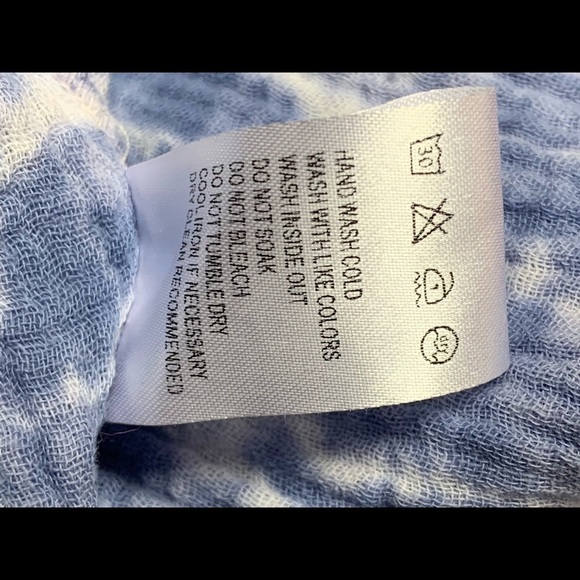 30
HAND WASH COLD
WASH WITH LIKE COLORS
WASH INSIDE OUT
DO NOT SOAK
DO NOT BLEACH
DO NOT TUMBLE DRY
COOL IRON IF NECESSARY
DRY CLEAN RECOMMENDED